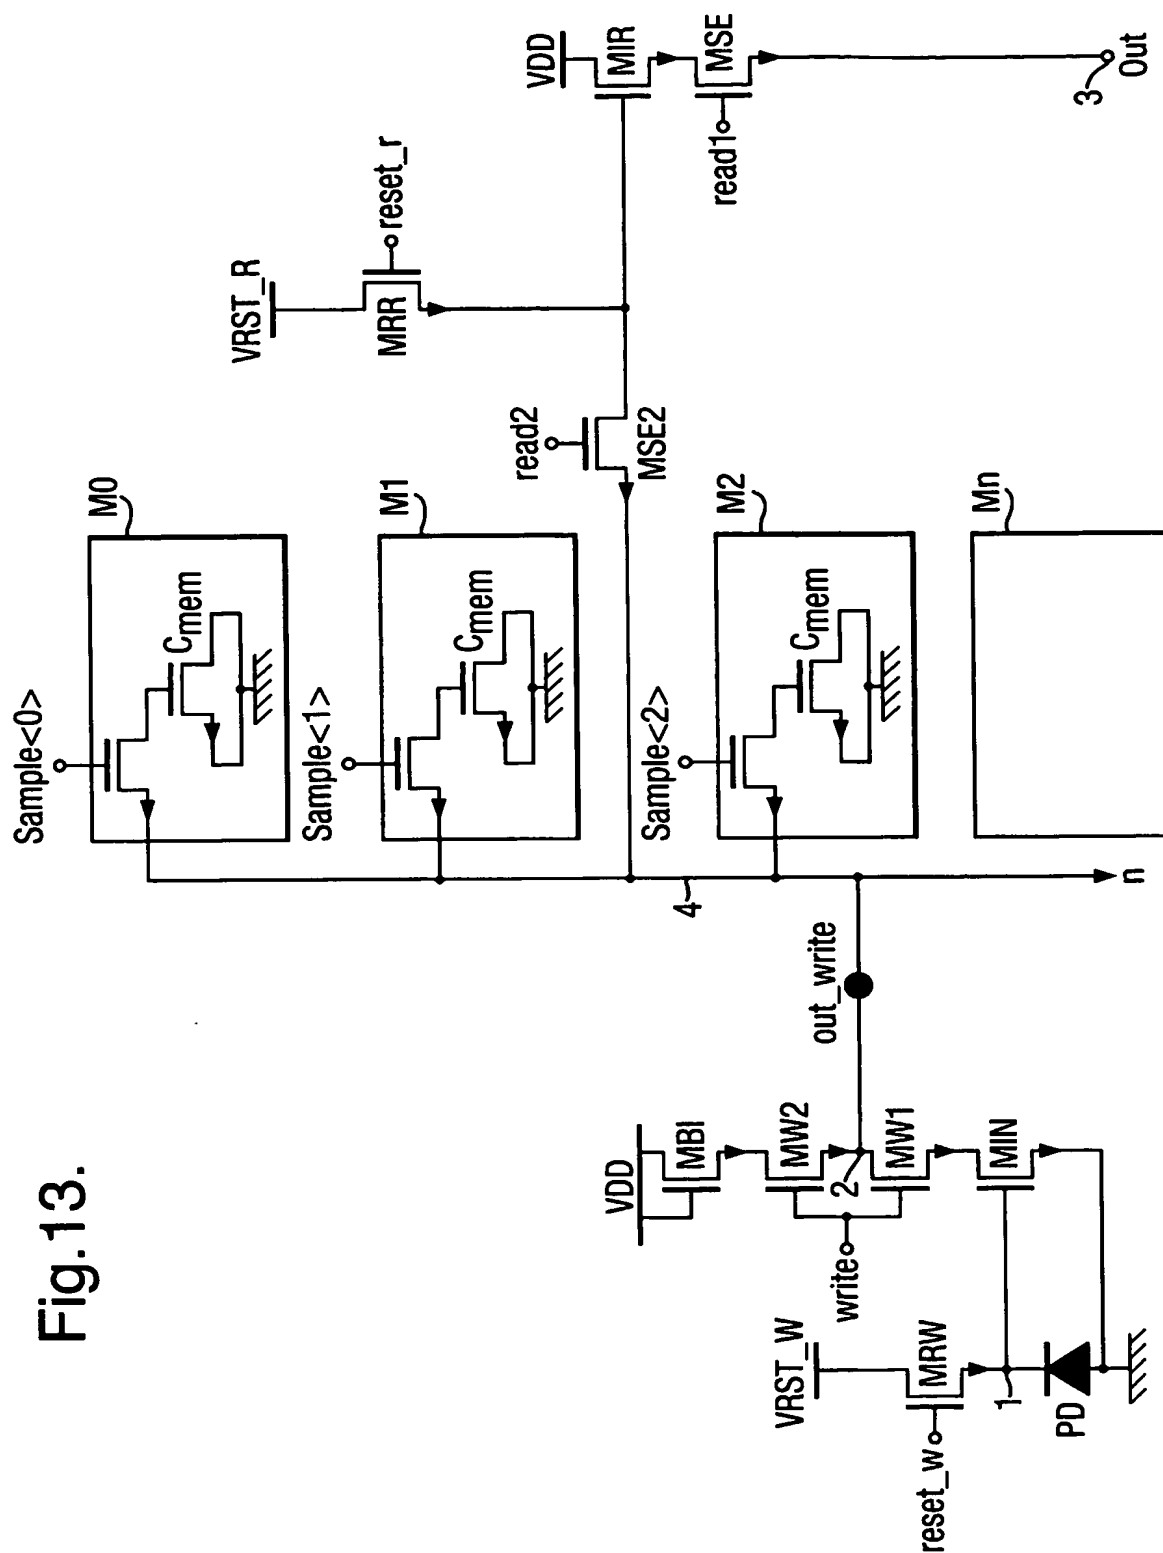 Fig.13.
VDD
MBI
MW2
2
MW1
MIN
write
VRST_W
MRW
reset_w
1
PD
out_write
4
n
Sample<0>
M0
Cmem
Sample<1>
M1
Cmem
Sample<2>
M2
Cmem
Mn
read2
MSE2
VRST_R
MRR
reset_r
VDD
MIR
MSE
read1
3
Out